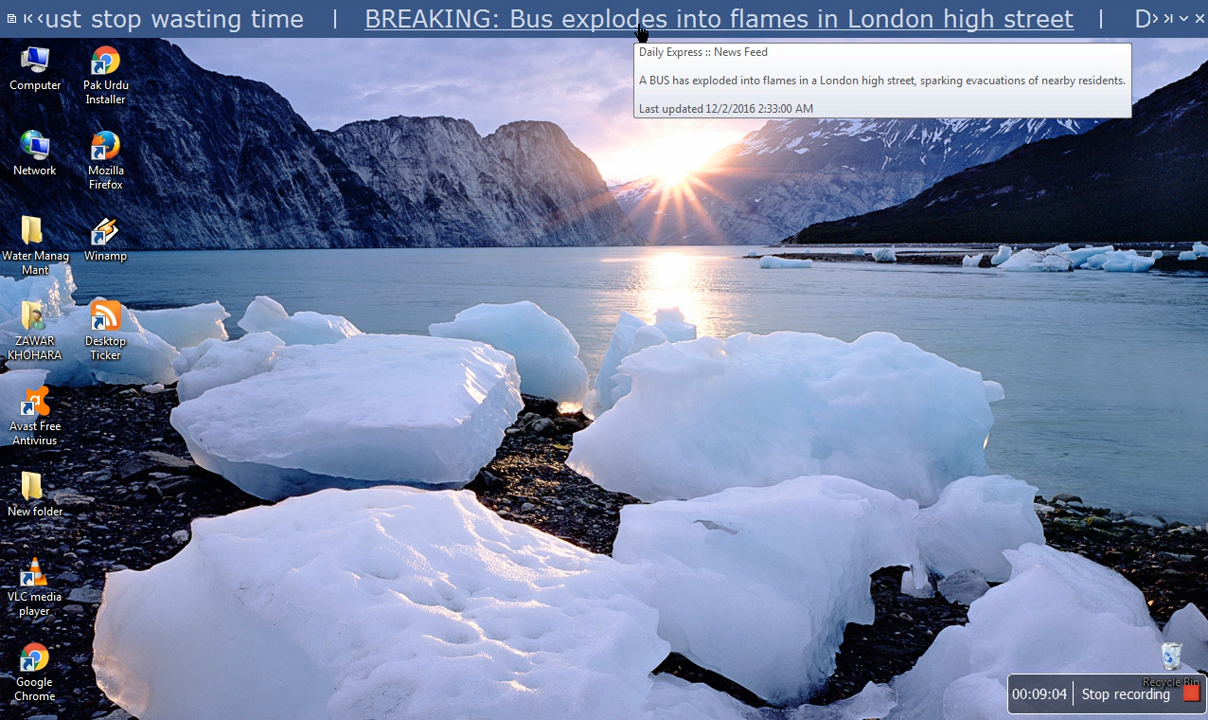 ust stop wasting time | BREAKING: Bus explodes into flames in London high street | D
Daily Express :: News Feed
A BUS has exploded into flames in a London high street, sparking evacuations of nearby residents.
Last updated 12/2/2016 2:33:00 AM
Computer
Pak Urdu
Installer
Network
Mozilla
Firefox
Water Manag
Mant
Winamp
ZAWAR
KHOHARA
Desktop
Ticker
Avast Free
Antivirus
New folder
VLC media
player
Google
Chrome
Recycle Bin
00:09:04 | Stop recording